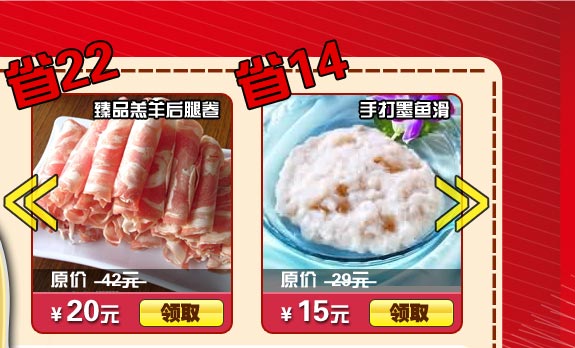 省22
臻品羔羊后腿卷
原价 42元
¥20元 领取
省14
手打墨鱼滑
原价 29元
¥15元 领取